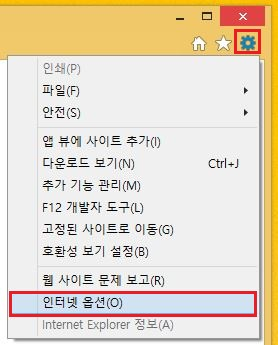 인쇄(P)
파일(F)
안전(S)
앱 뷰에 사이트 추가(I)
다운로드 보기(N) Ctrl+J
추가 기능 관리(M)
F12 개발자 도구(L)
고정된 사이트로 이동(G)
호환성 보기 설정(B)
웹 사이트 문제 보고(R)
인터넷 옵션(O)
Internet Explorer 정보(A)